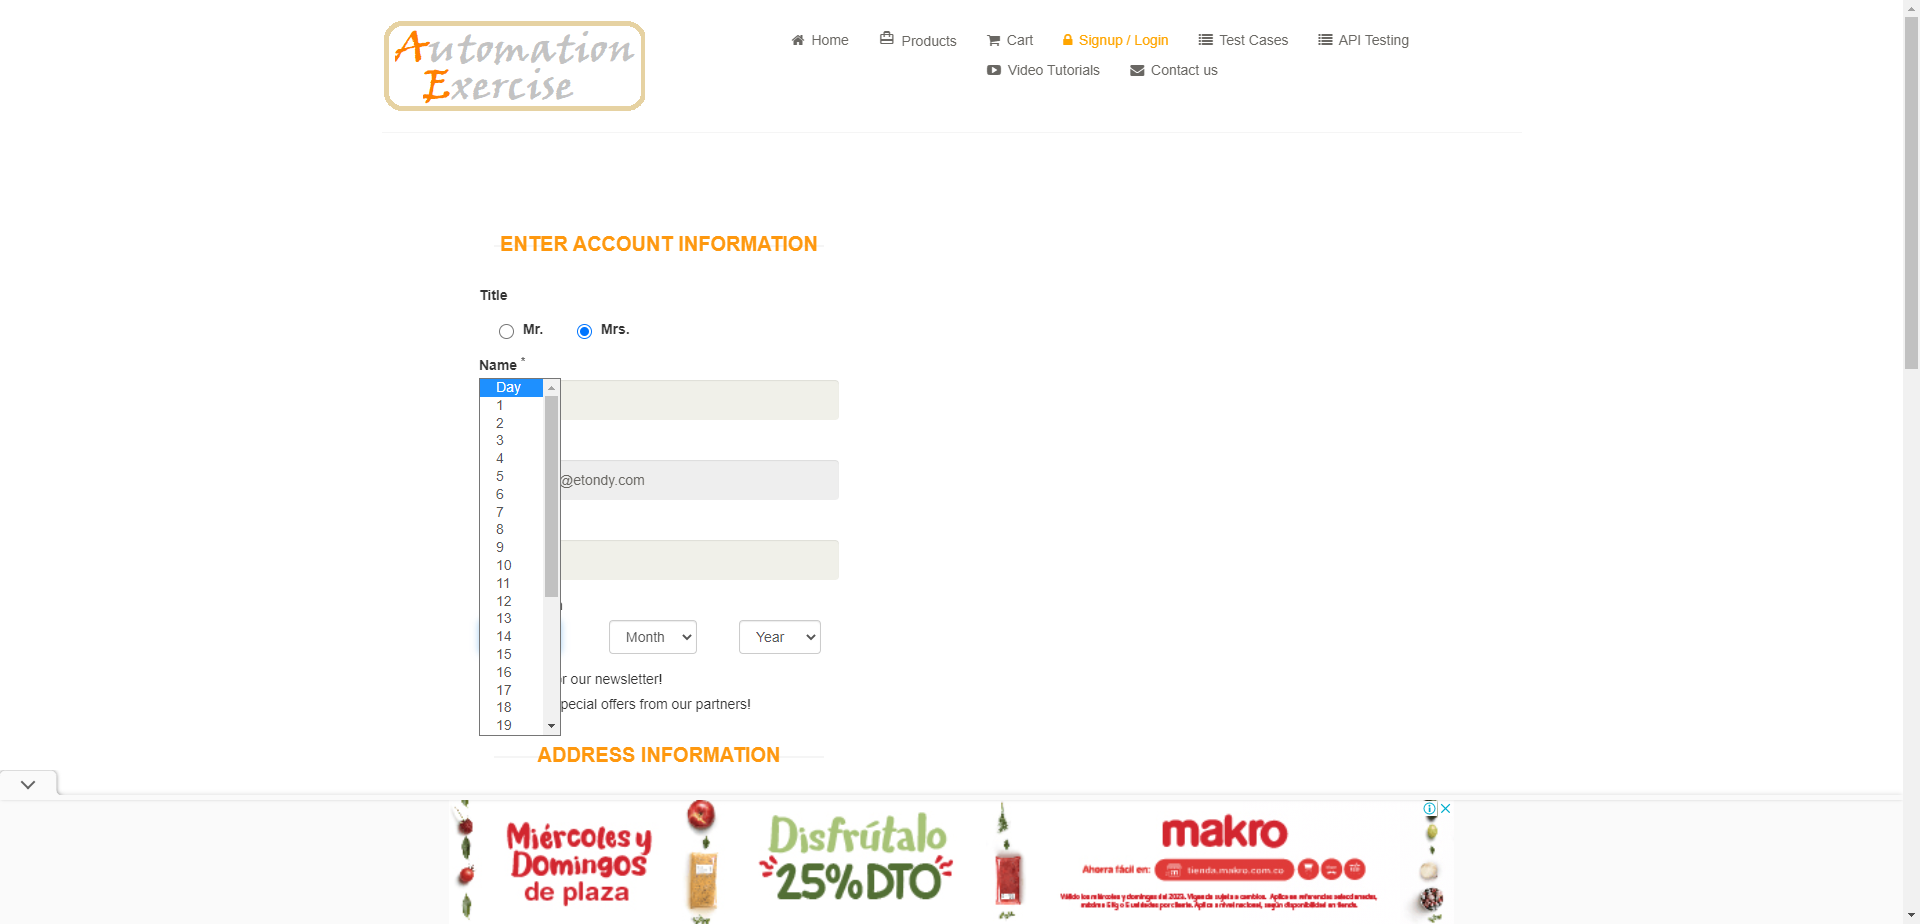 Automation
Exercise
Home
Products
Cart
Signup / Login
Test Cases
API Testing
Video Tutorials
Contact us
ENTER ACCOUNT INFORMATION
Title
Mr.
Mrs.
Name *
Day
1
2
3
4
5
6
7
8
9
10
11
12
13
14
15
16
17
18
19
@etondy.com
Month
Year
or our newsletter!
pecial offers from our partners!
ADDRESS INFORMATION
Miércoles y
Domingos
de plaza
Disfrútalo
25% DTO
makro
Ahorra fácil en:
tienda.makro.com.co